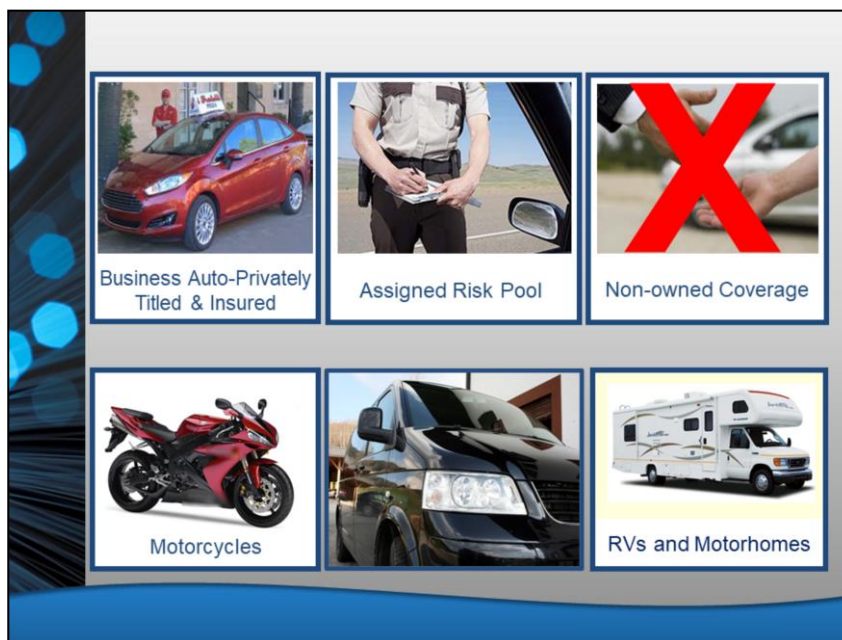 Business Auto-Privately
Titled & Insured
Assigned Risk Pool
Non-owned Coverage
Motorcycles
RVs and Motorhomes